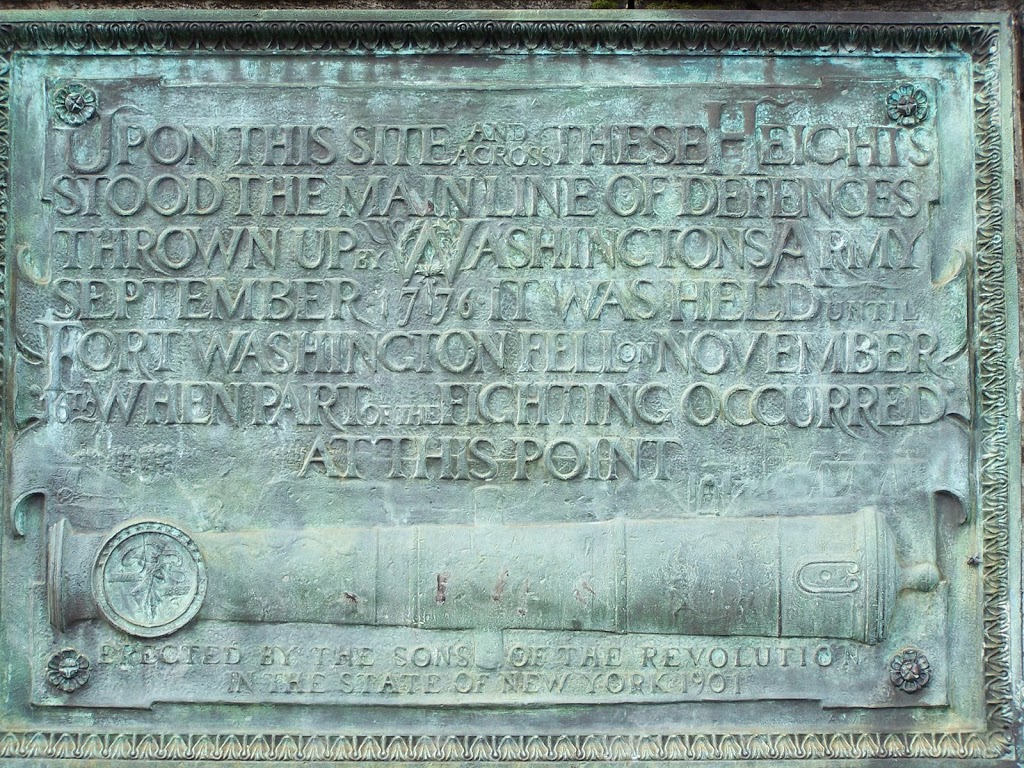 UPON THIS SITE AND ACROSS THESE HEIGHTS
STOOD THE MAIN LINE OF DEFENCES
THROWN UP BY WASHINGTONS ARMY
SEPTEMBER 1776 IT WAS HELD UNTIL
FORT WASHINGTON FELL ON NOVEMBER
16TH WHEN PART OF THE FIGHTING OCCURRED
AT THIS POINT
ERECTED BY THE SONS OF THE REVOLUTION
IN THE STATE OF NEW YORK 1901